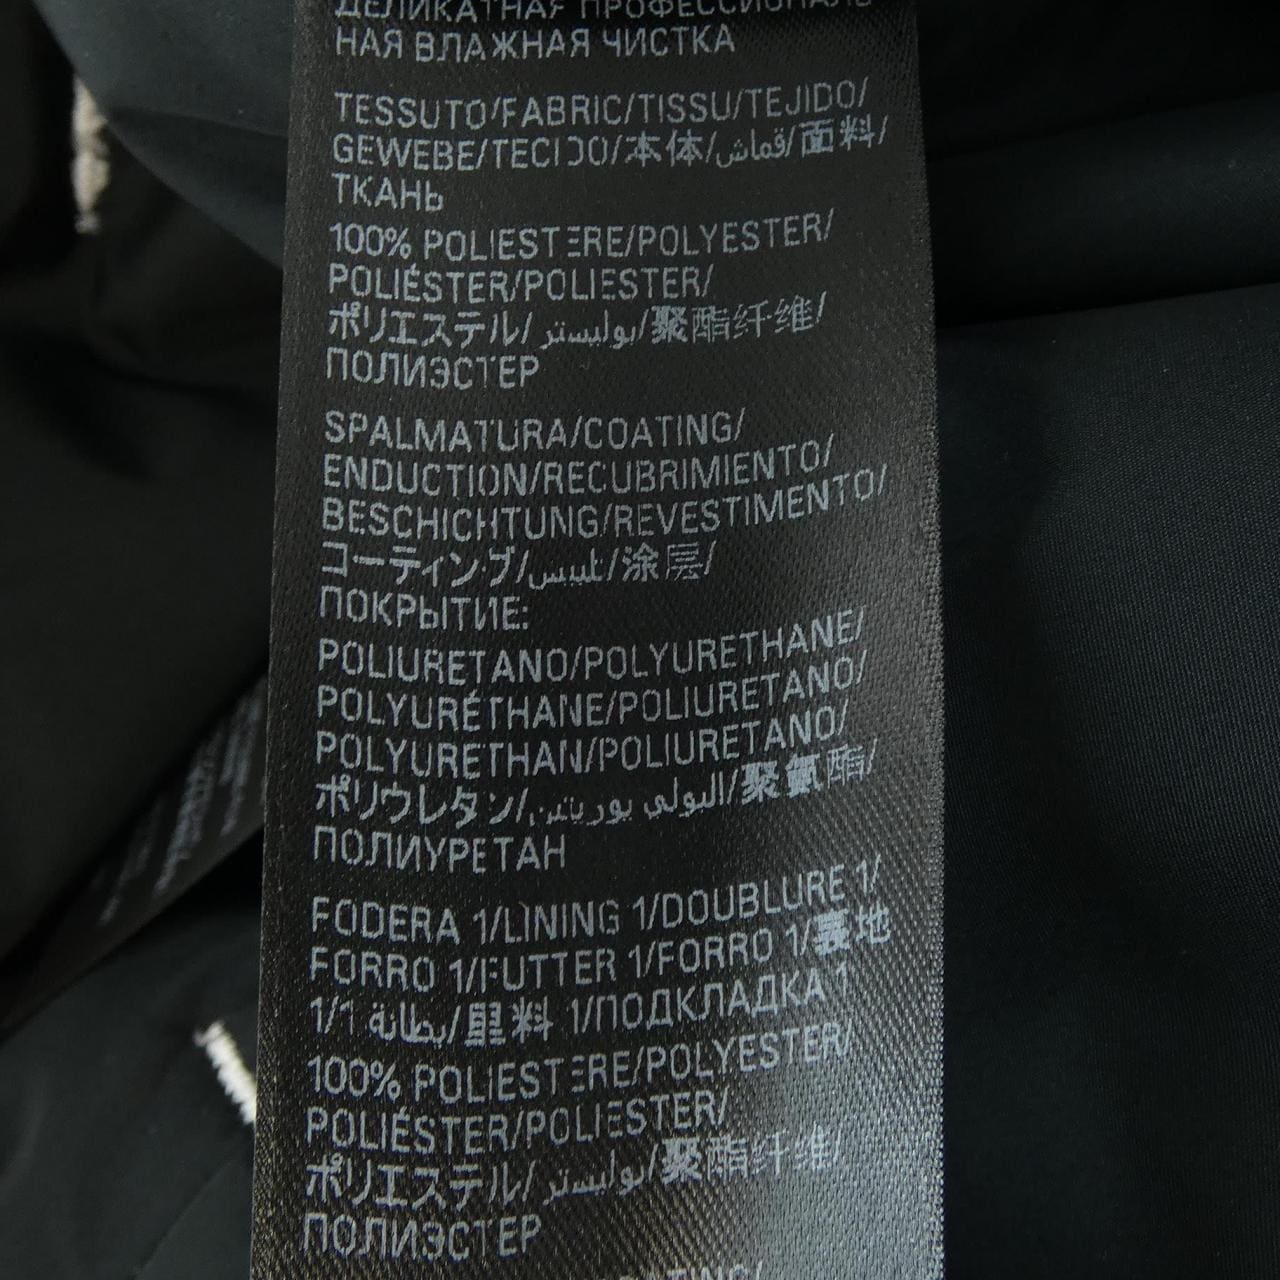 ДЕЛИКАТНАЯ ПРОФЕССИОНАЛЬ
НАЯ ВЛАЖНАЯ ЧИСТКА
TESSUTO/FABRIC/TISSU/TEJIDO/
GEWEBE/TECIDO/本体/قماش/面料/
ТКАНЬ
100% POLIESTERE/POLYESTER/
POLIÉSTER/POLIESTER/
ポリエステル/بوليستر/聚酯纤维/
ПОЛИЭСТЕР
SPALMATURA/COATING/
ENDUCTION/RECUBRIMIENTO/
BESCHICHTUNG/REVESTIMENTO/
コーティング/تلبيس/涂层/
ПОКРЫТИЕ:
POLIURETANO/POLYURETHANE/
POLYURÉTHANE/POLIURETANO/
POLYURETHAN/POLIURETANO/
ポリウレタン/البولي يوريثين/聚氰酯/
ПОЛИУРЕТАН
FODERA 1/LINING 1/DOUBLURE 1/
FORRO 1/FUTTER 1/FORRO 1/裏地
1/1 بطانة/里料 1/ПОДКЛАДКА 1
100% POLIESTERE/POLYESTER/
POLIÉSTER/POLIESTER/
ポリエステル/بوليستر/聚酯纤维/
ПОЛИЭСТЕР